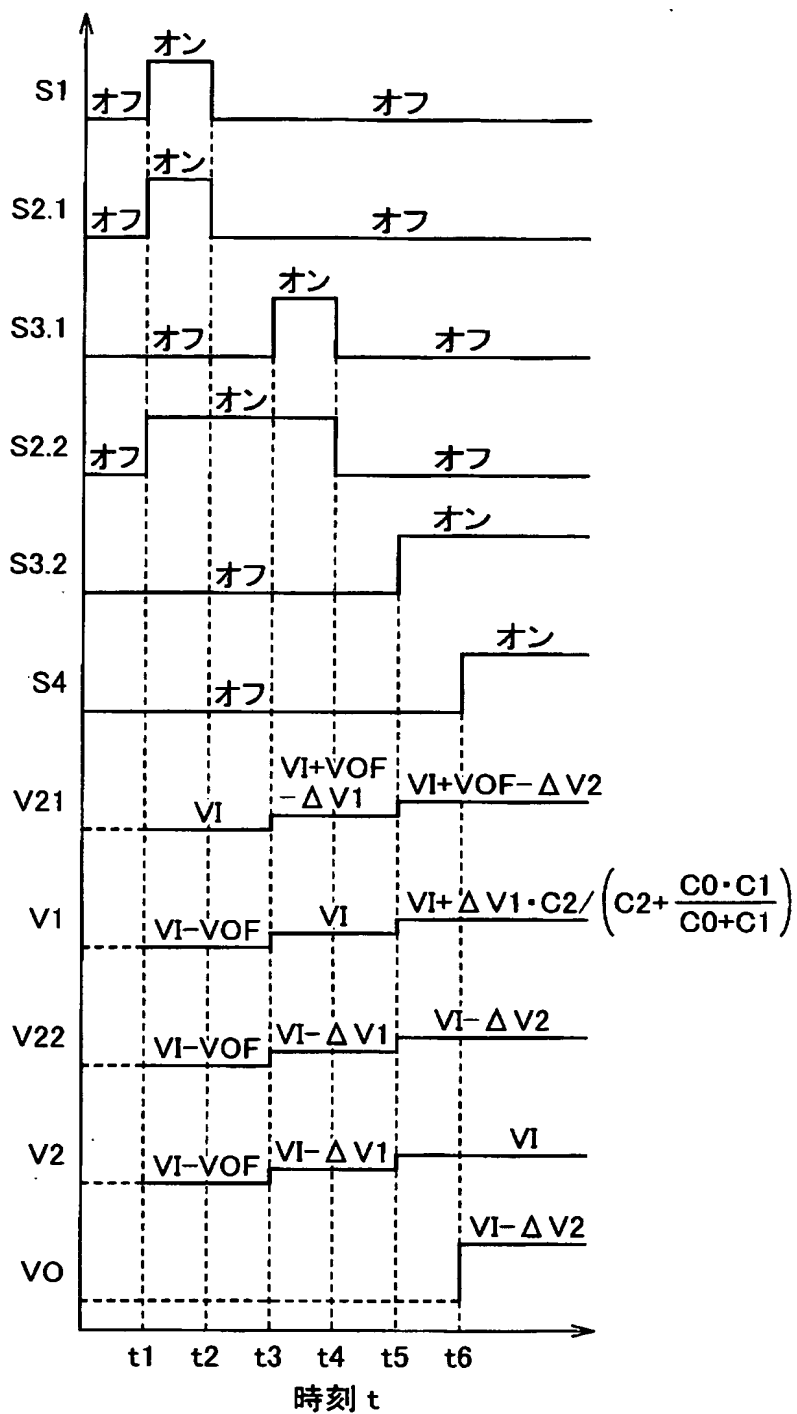 オン
S1
オフ
オフ
オン
S2.1
オフ
オフ
オン
S3.1
オフ
オフ
オン
S2.2
オフ
オフ
オン
S3.2
オフ
オン
S4
オフ
V21
VI
VI+VOF
-ΔV1
VI+VOF-ΔV2
V1
VI-VOF
VI
VI+ΔV1・C2/(C2+C0・C1/C0+C1)
V22
VI-VOF
VI-ΔV1
VI-ΔV2
V2
VI-VOF
VI-ΔV1
VI
VO
VI-ΔV2
t1 t2 t3 t4 t5 t6
時刻 t